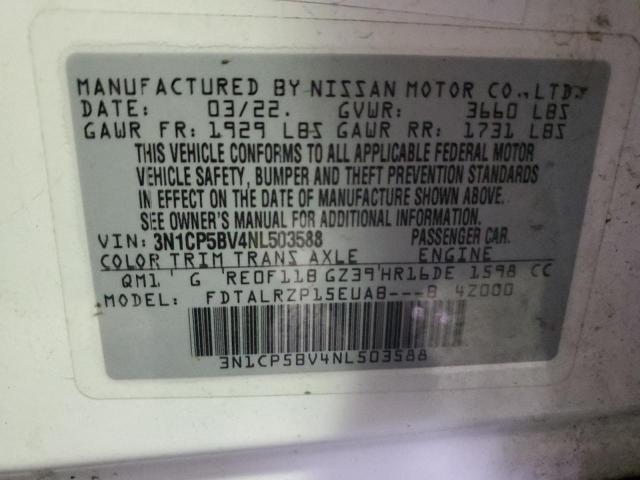 MANUFACTURED BY NISSAN MOTOR CO., LTD.
DATE: 03/22. GVWR: 3660 LBS
GAWR FR: 1929 LBS GAWR RR: 1731 LBS
THIS VEHICLE CONFORMS TO ALL APPLICABLE FEDERAL MOTOR
VEHICLE SAFETY, BUMPER AND THEFT PREVENTION STANDARDS
IN EFFECT ON THE DATE OF MANUFACTURE SHOWN ABOVE.
SEE OWNER'S MANUAL FOR ADDITIONAL INFORMATION.
VIN: 3N1CP5BV4NL503588 PASSENGER CAR.
COLOR TRIM TRANS AXLE ENGINE
QM1 G RE0F11B GZ39 HR16DE 1598 CC
MODEL: FDTALRZP15EUAB---B 4Z000
3N1CP5BV4NL503588